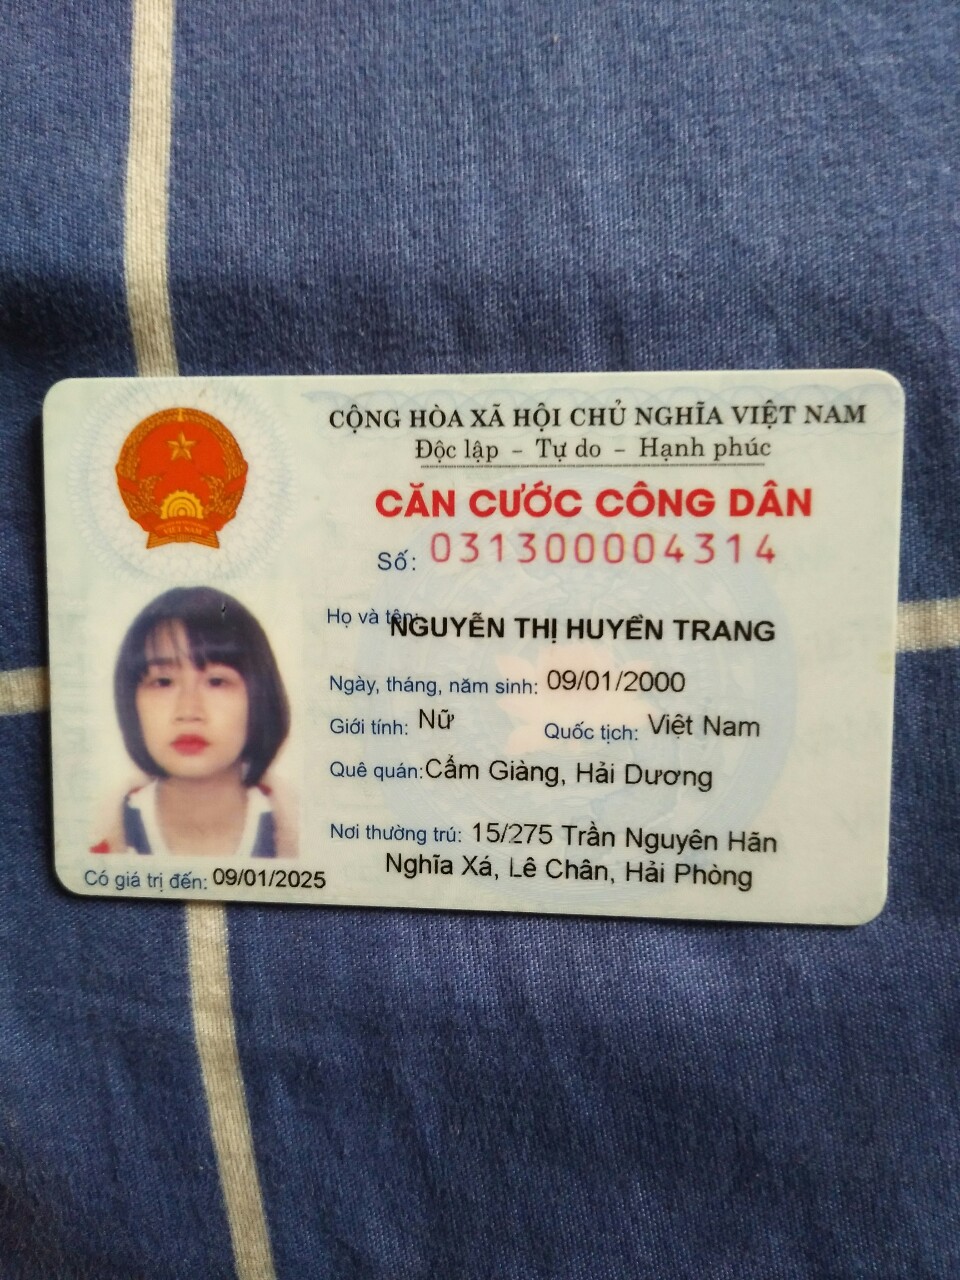 CỘNG HÒA XÃ HỘI CHỦ NGHĨA VIỆT NAM
Độc lập - Tự do - Hạnh phúc
CĂN CƯỚC CÔNG DÂN
Số: 031300004314
Họ và tên: NGUYỄN THỊ HUYỀN TRANG
Ngày, tháng, năm sinh: 09/01/2000
Giới tính: Nữ Quốc tịch: Việt Nam
Quê quán: Cẩm Giàng, Hải Dương
Nơi thường trú: 15/275 Trần Nguyên Hãn
Nghĩa Xá, Lê Chân, Hải Phòng
Có giá trị đến: 09/01/2025
VIỆT NAM